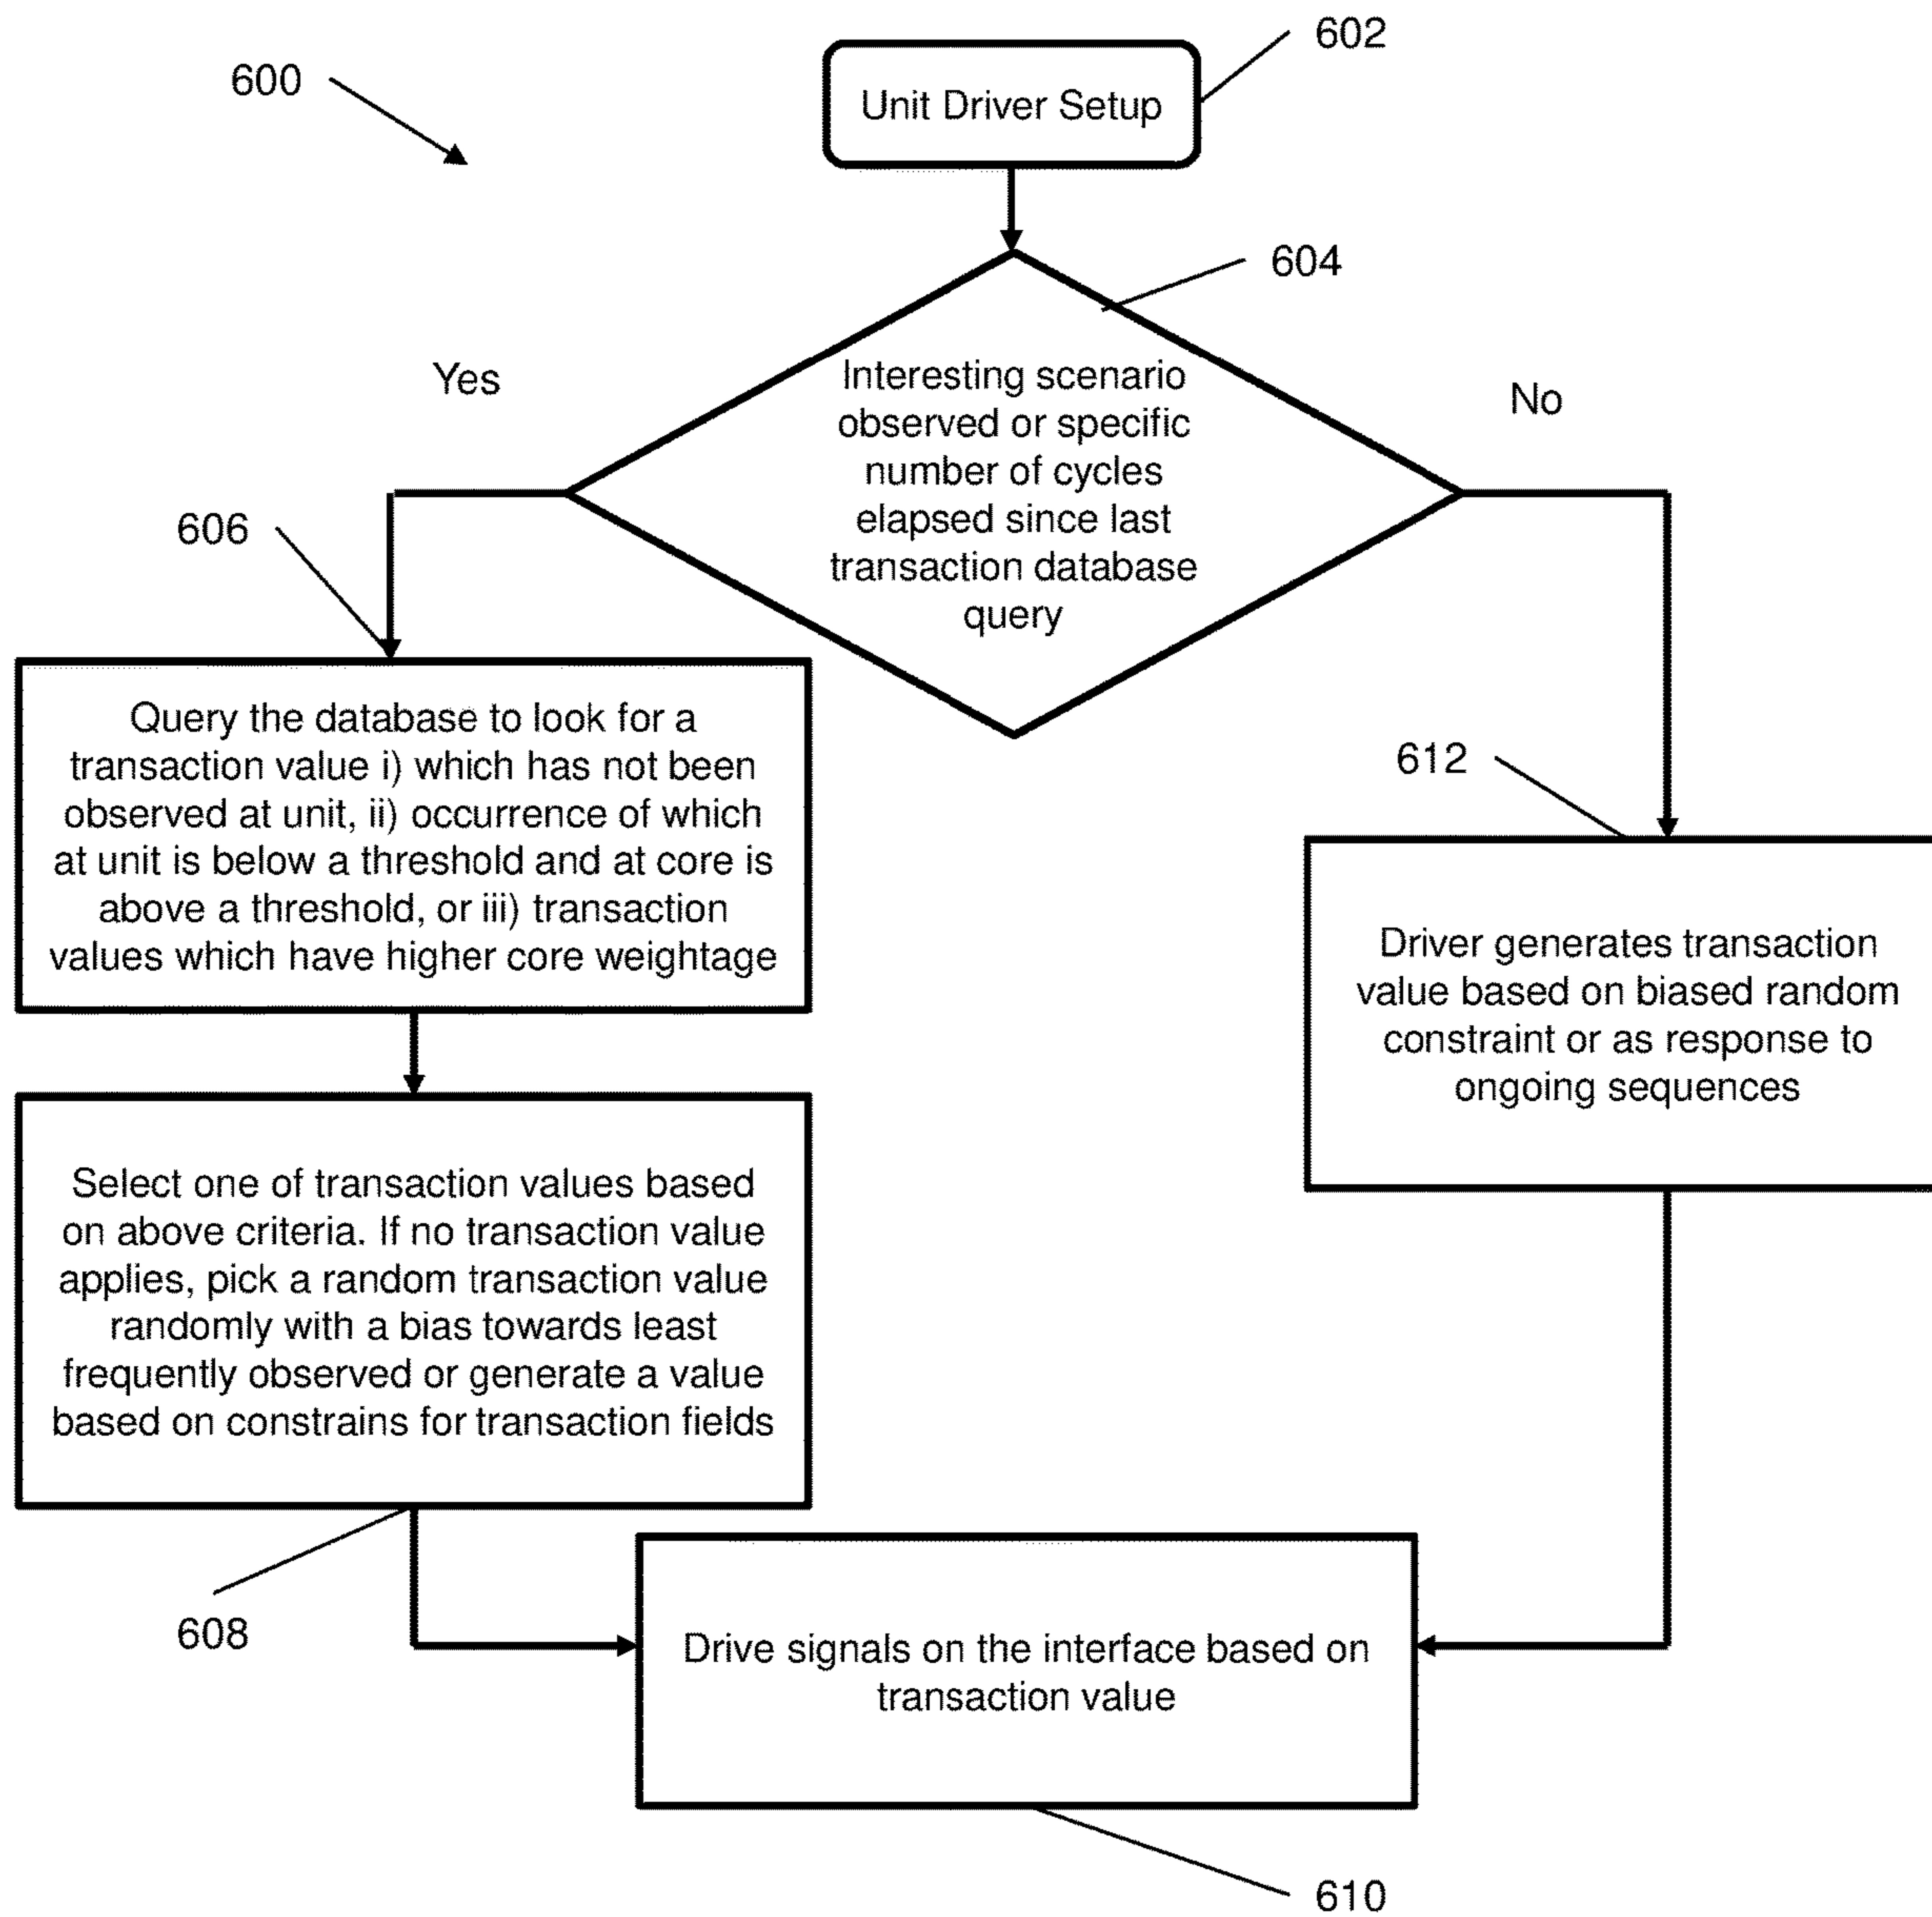 602
600
Unit Driver Setup
604
Yes
No
Interesting scenario
observed or specific
number of cycles
elapsed since last
transaction database
query
606
Query the database to look for a
transaction value i) which has not been
observed at unit, ii) occurrence of which
at unit is below a threshold and at core is
above a threshold, or iii) transaction
values which have higher core weightage
612
Driver generates transaction
value based on biased random
constraint or as response to
ongoing sequences
Select one of transaction values based
on above criteria. If no transaction value
applies, pick a random transaction value
randomly with a bias towards least
frequently observed or generate a value
based on constrains for transaction fields
608
Drive signals on the interface based on
transaction value
610